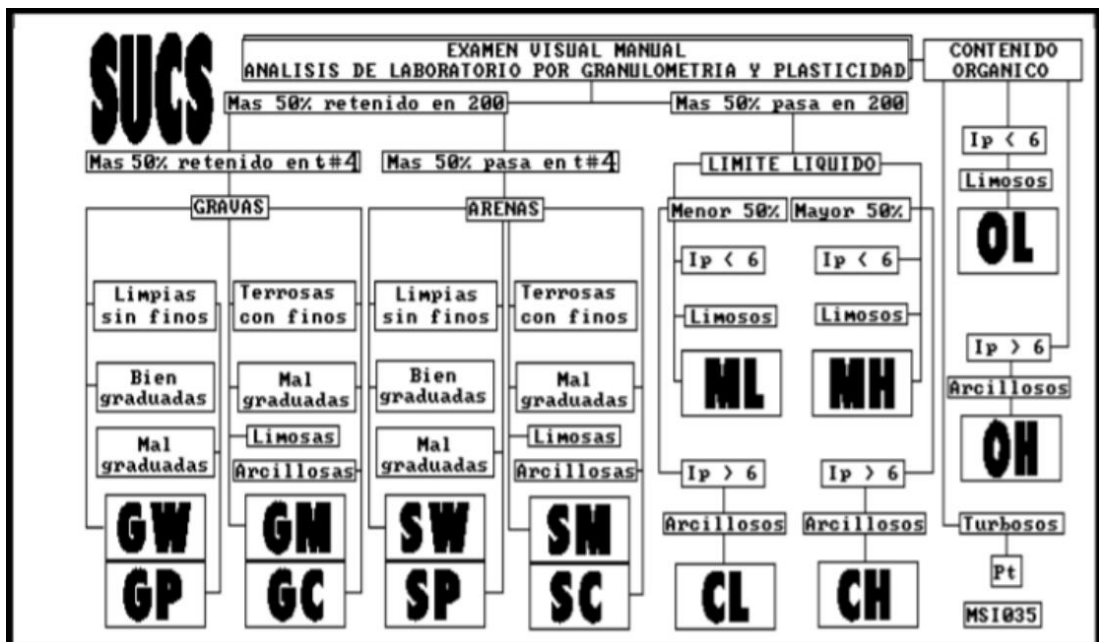 SUCS
EXAMEN VISUAL MANUAL
ANALISIS DE LABORATORIO POR GRANULOMETRIA Y PLASTICIDAD
CONTENIDO
ORGANICO
Mas 50% retenido en 200
Mas 50% pasa en 200
Mas 50% retenido en t#4
Mas 50% pasa en t#4
LIMITE LIQUIDO
GRAVAS
ARENAS
Menor 50%
Mayor 50%
Limpias
sin finos
Terrosas
con finos
Limpias
sin finos
Terrosas
con finos
Bien
graduadas
Mal
graduadas
Bien
graduadas
Mal
graduadas
Mal
graduadas
Limosas
Arcillosas
Mal
graduadas
Limosas
Arcillosas
GW
GP
GM
GC
SW
SP
SM
SC
Ip < 6
Limosos
ML
Ip < 6
Limosos
MH
Ip > 6
Arcillosos
CL
Ip > 6
Arcillosos
CH
Ip < 6
Limosos
OL
Ip > 6
Arcillosos
OH
Turbosos
Pt
MSI035